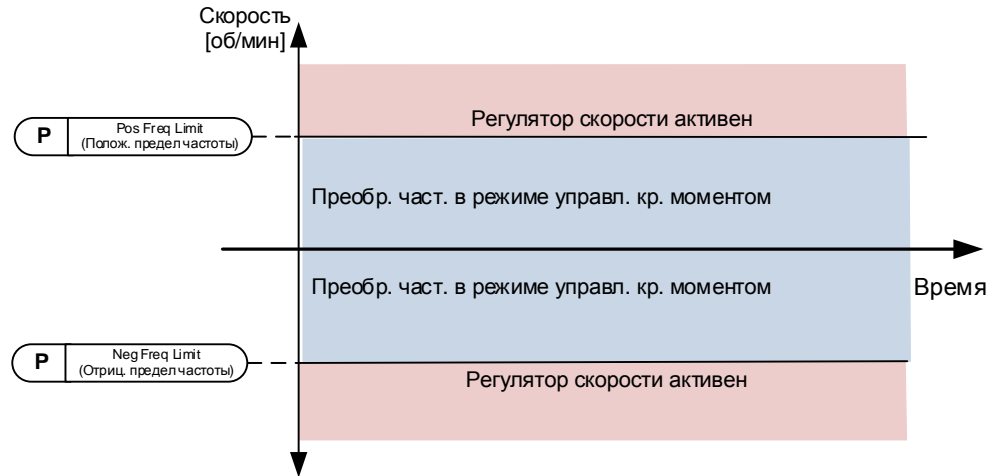 Скорость
[об/мин]
P
Pos Freq Limit
(Полож. предел частоты)
Регулятор скорости активен
Преобр. част. в режиме управл. кр. моментом
Преобр. част. в режиме управл. кр. моментом
Время
P
Neg Freq Limit
(Отриц. предел частоты)
Регулятор скорости активен